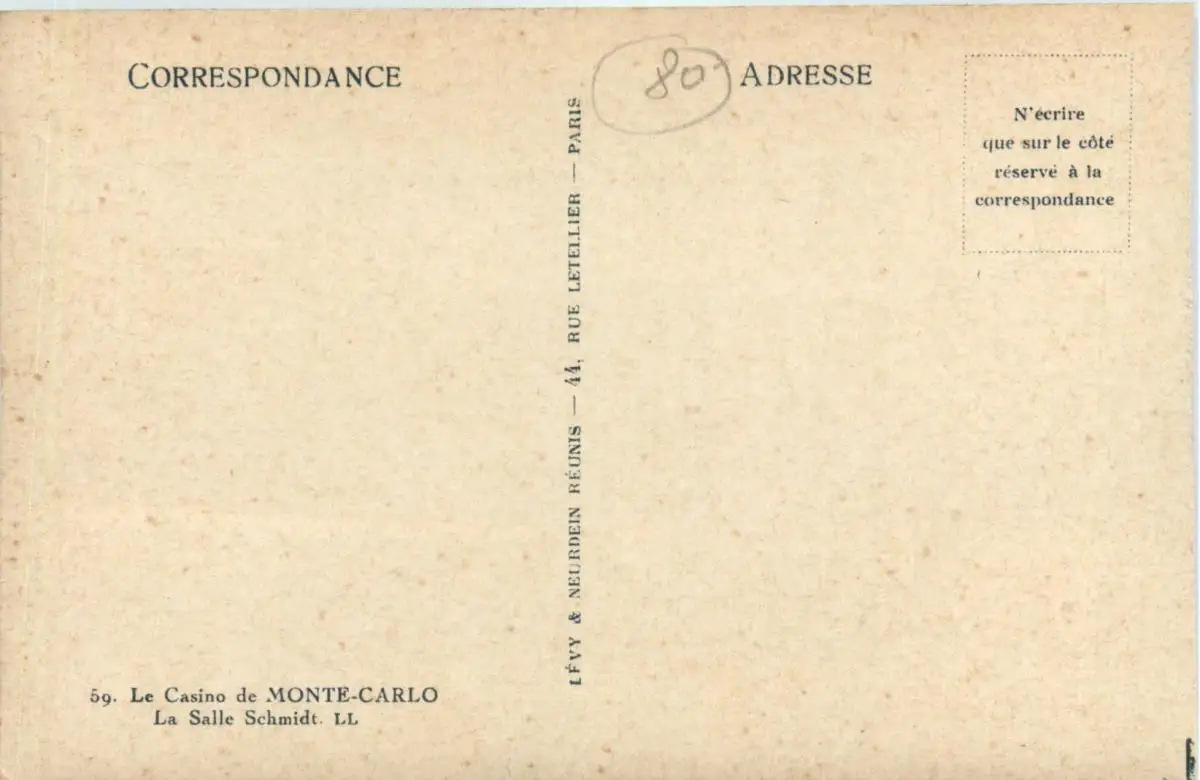 CORRESPONDANCE
80
ADRESSE
N'écrire
que sur le côté
réservé à la
correspondance
LÉVY & NEURDEIN RÉUNIS — 44, RUE LETELLIER — PARIS
59. Le Casino de MONTE-CARLO
La Salle Schmidt. LL